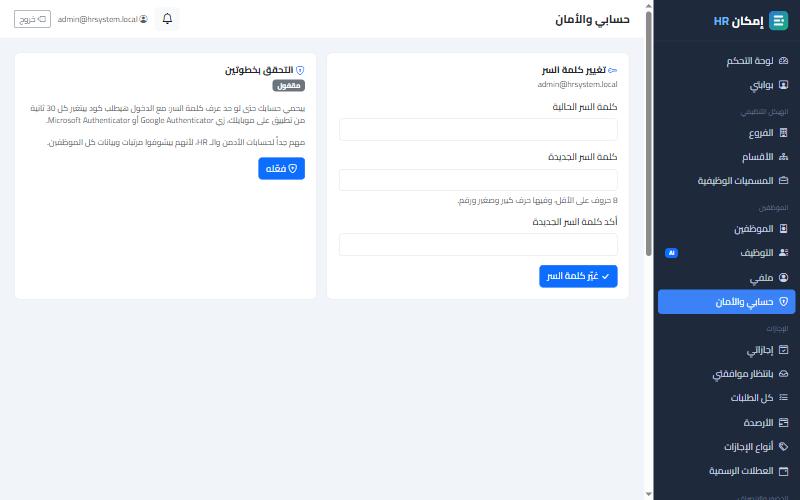 إمكان HR
لوحة التحكم
بوابتي
الهيكل التنظيمي
الفروع
الأقسام
المسميات الوظيفية
الموظفين
الموظفين
التوظيف
AI
ملفي
حسابي والأمان
الإجازات
إجازاتي
بانتظار موافقتي
كل الطلبات
الأرصدة
أنواع الإجازات
العطلات الرسمية
حسابي والأمان
admin@hrsystem.local
خروج
تغيير كلمة السر
admin@hrsystem.local
كلمة السر الحالية
كلمة السر الجديدة
8 حروف على الأقل، وفيها حرف كبير وصغير ورقم.
أكد كلمة السر الجديدة
غيّر كلمة السر
التحقق بخطوتين
مقفول
بيحمي حسابك حتى لو حد عرف كلمة السر: مع الدخول هيطلب كود بيتغير كل 30 ثانية
من تطبيق على موبايلك، زي Google Authenticator أو Microsoft Authenticator.
مهم جداً لحسابات الأدمن والـ HR، لأنهم بيشوفوا مرتبات وبيانات كل الموظفين.
فعّله